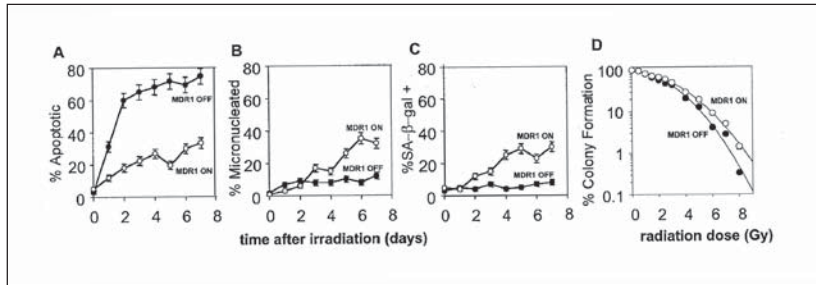 A
B
C
D
% Apoptotic
80
60
40
20
0
MDR1 OFF
MDR1 ON
0 2 4 6 8
% Micronucleated
80
60
40
20
0
MDR1 ON
MDR1 OFF
0 2 4 6 8
%SA-β-gal +
80
60
40
20
0
MDR1 ON
MDR1 OFF
0 2 4 6 8
% Colony Formation
100
10
1
0.1
MDR1 ON
MDR1 OFF
0 2 4 6 8
time after irradiation (days)
radiation dose (Gy)